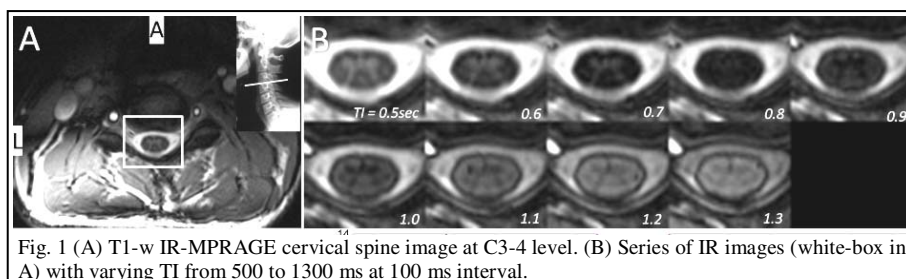 A
A
L
B
TI = 0.5sec
0.6
0.7
0.8
0.9
1.0
1.1
1.2
1.3
14
Fig. 1 (A) T1-w IR-MPRAGE cervical spine image at C3-4 level. (B) Series of IR images (white-box in
A) with varying TI from 500 to 1300 ms at 100 ms interval.